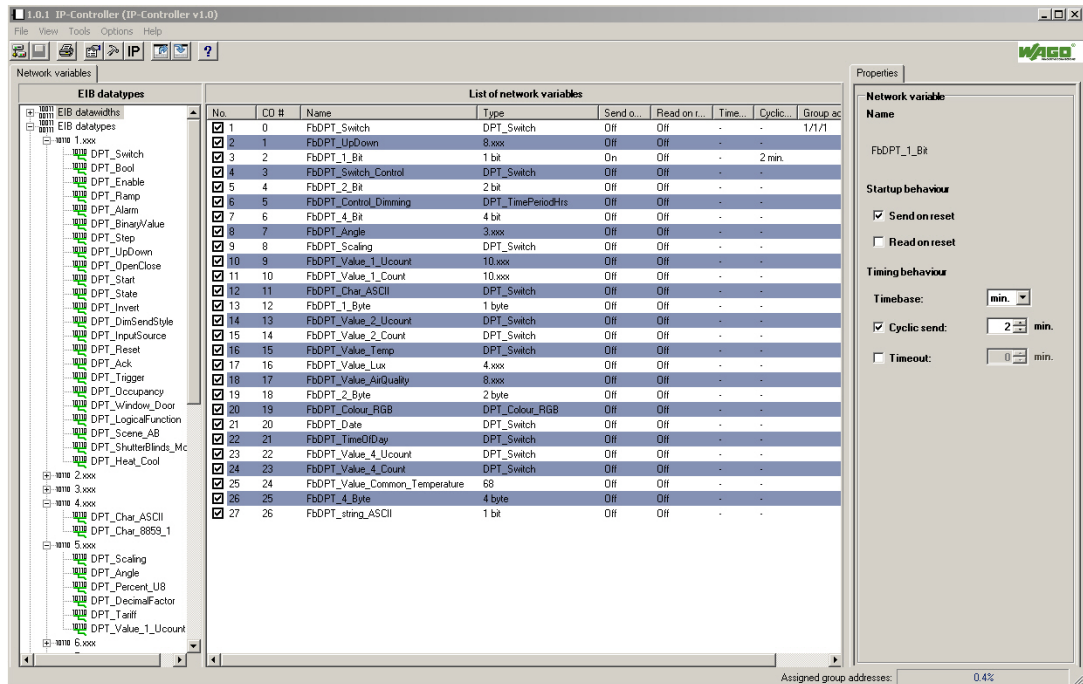 1.0.1 IP-Controller (IP-Controller v1.0)
File View Tools Options Help
IP ?
WAGO
Network variables
Properties
EIB datatypes
EIB datawidths
EIB datatypes
1.xxx
DPT_Switch
DPT_Bool
DPT_Enable
DPT_Ramp
DPT_Alarm
DPT_BinaryValue
DPT_Step
DPT_UpDown
DPT_OpenClose
DPT_Start
DPT_State
DPT_Invert
DPT_DimSendStyle
DPT_InputSource
DPT_Reset
DPT_Ack
DPT_Trigger
DPT_Occupancy
DPT_Window_Door
DPT_LogicalFunction
DPT_Scene_AB
DPT_ShutterBlinds_Mc
DPT_Heat_Cool
2.xxx
3.xxx
4.xxx
DPT_Char_ASCII
DPT_Char_8859_1
5.xxx
DPT_Scaling
DPT_Angle
DPT_Percent_U8
DPT_DecimalFactor
DPT_Tariff
DPT_Value_1_Ucount
6.xxx
List of network variables
No. CO # Name Type Send o... Read on r... Time... Cyclic... Group ad
1 0 FbDPT_Switch DPT_Switch Off Off - - 1/1/1
2 1 FbDPT_UpDown 8.xxx Off Off - -
3 2 FbDPT_1_Bit 1 bit On Off - 2 min.
4 3 FbDPT_Switch_Control DPT_Switch Off Off - -
5 4 FbDPT_2_Bit 2 bit Off Off - -
6 5 FbDPT_Control_Dimming DPT_TimePeriodHrs Off Off - -
7 6 FbDPT_4_Bit 4 bit Off Off - -
8 7 FbDPT_Angle 3.xxx Off Off - -
9 8 FbDPT_Scaling DPT_Switch Off Off - -
10 9 FbDPT_Value_1_Ucount 10.xxx Off Off - -
11 10 FbDPT_Value_1_Count 10.xxx Off Off - -
12 11 FbDPT_Char_ASCII DPT_Switch Off Off - -
13 12 FbDPT_1_Byte 1 byte Off Off - -
14 13 FbDPT_Value_2_Ucount DPT_Switch Off Off - -
15 14 FbDPT_Value_2_Count DPT_Switch Off Off - -
16 15 FbDPT_Value_Temp DPT_Switch Off Off - -
17 16 FbDPT_Value_Lux 4.xxx Off Off - -
18 17 FbDPT_Value_AirQuality 8.xxx Off Off - -
19 18 FbDPT_2_Byte 2 byte Off Off - -
20 19 FbDPT_Colour_RGB DPT_Colour_RGB Off Off - -
21 20 FbDPT_Date DPT_Switch Off Off - -
22 21 FbDPT_TimeOfDay DPT_Switch Off Off - -
23 22 FbDPT_Value_4_Ucount DPT_Switch Off Off - -
24 23 FbDPT_Value_4_Count DPT_Switch Off Off - -
25 24 FbDPT_Value_Common_Temperature 68 Off Off - -
26 25 FbDPT_4_Byte 4 byte Off Off - -
27 26 FbDPT_string_ASCII 1 bit Off Off - -
Network variable
Name
FbDPT_1_Bit
Startup behaviour
Send on reset
Read on reset
Timing behaviour
Timebase: min.
Cyclic send: 2 min.
Timeout: 0 min.
Assigned group addresses: 0.4%